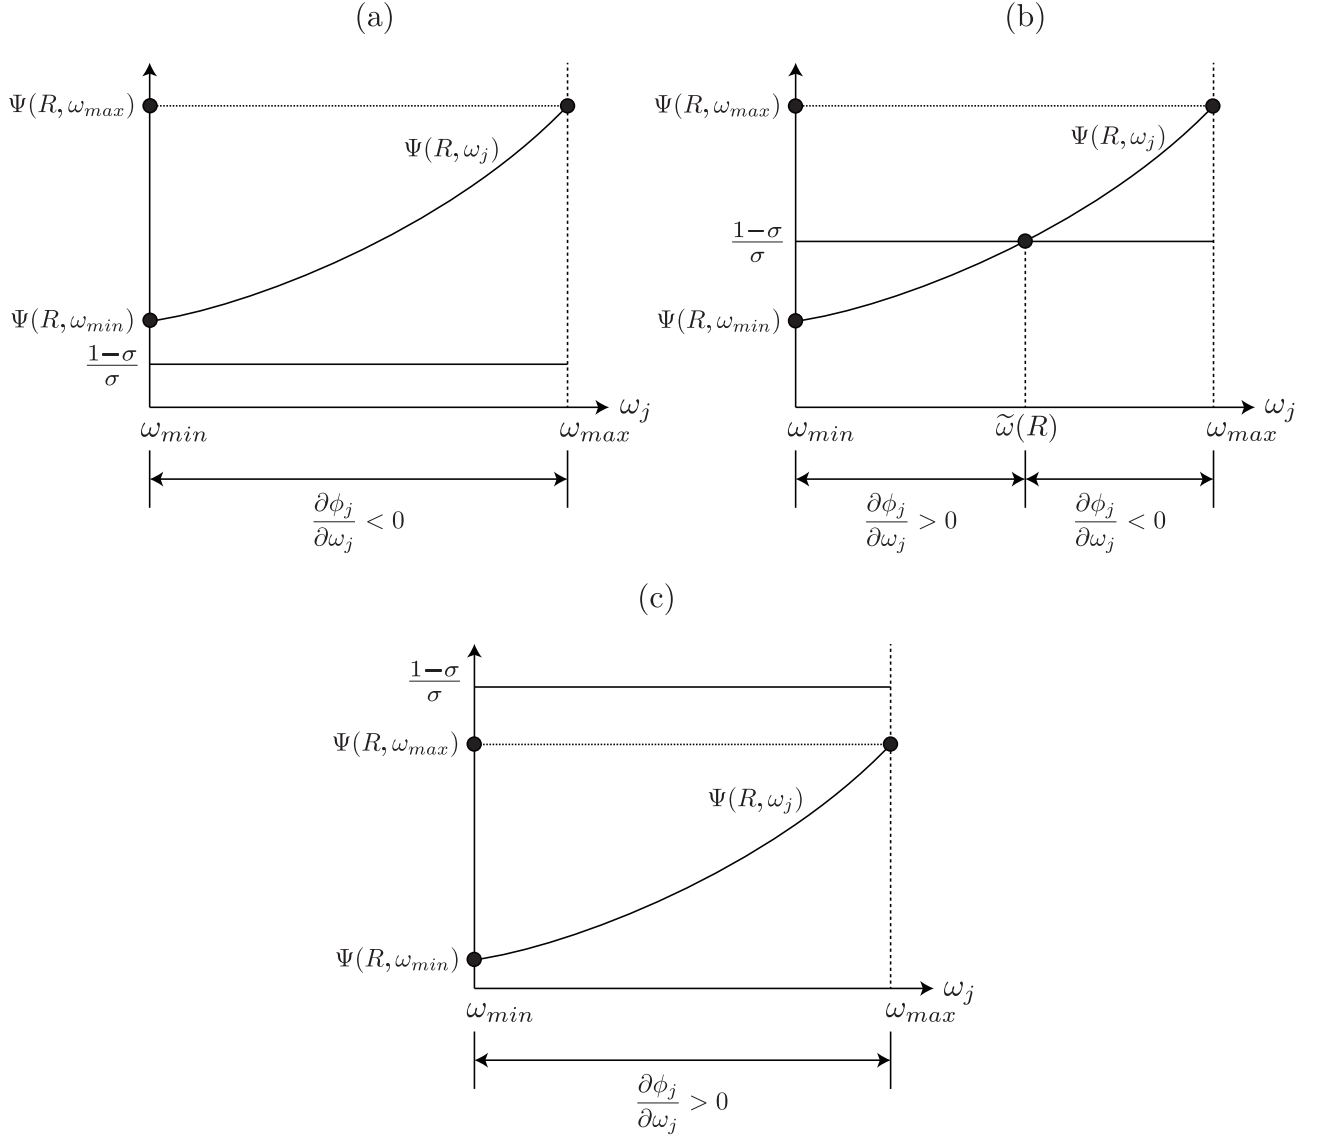 (a)
Ψ(R, ω_max)
Ψ(R, ω_j)
Ψ(R, ω_min)
1−σ
σ
ω_j
ω_min
ω_max
∂ϕ_j
∂ω_j
< 0
(b)
Ψ(R, ω_max)
Ψ(R, ω_j)
1−σ
σ
Ψ(R, ω_min)
ω_j
ω_min
ω̃(R)
ω_max
∂ϕ_j
∂ω_j
> 0
∂ϕ_j
∂ω_j
< 0
(c)
1−σ
σ
Ψ(R, ω_max)
Ψ(R, ω_j)
Ψ(R, ω_min)
ω_j
ω_min
ω_max
∂ϕ_j
∂ω_j
> 0